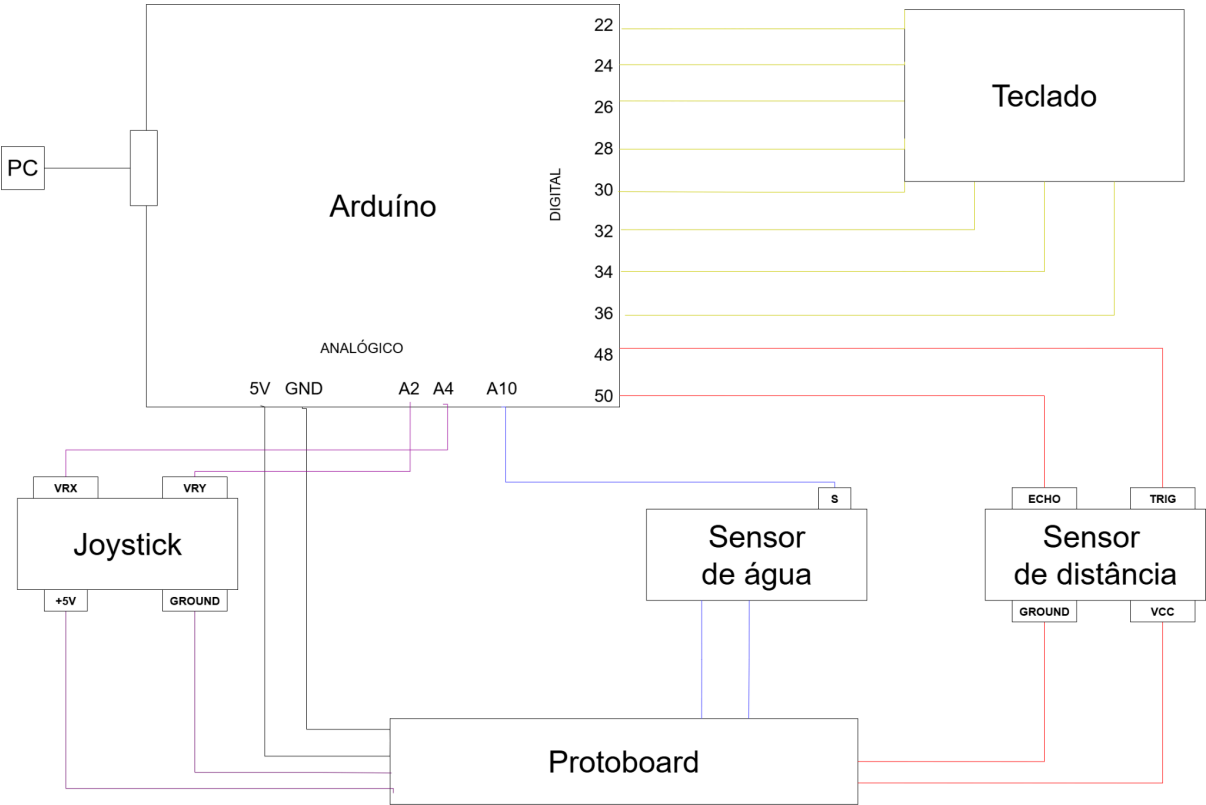 22
24
26
28
30
32
34
36
48
50
Teclado
PC
Arduíno
DIGITAL
ANALÓGICO
5V GND A2 A4 A10
VRX VRY
Joystick
+5V GROUND
S
Sensor
de água
ECHO TRIG
Sensor
de distância
GROUND VCC
Protoboard